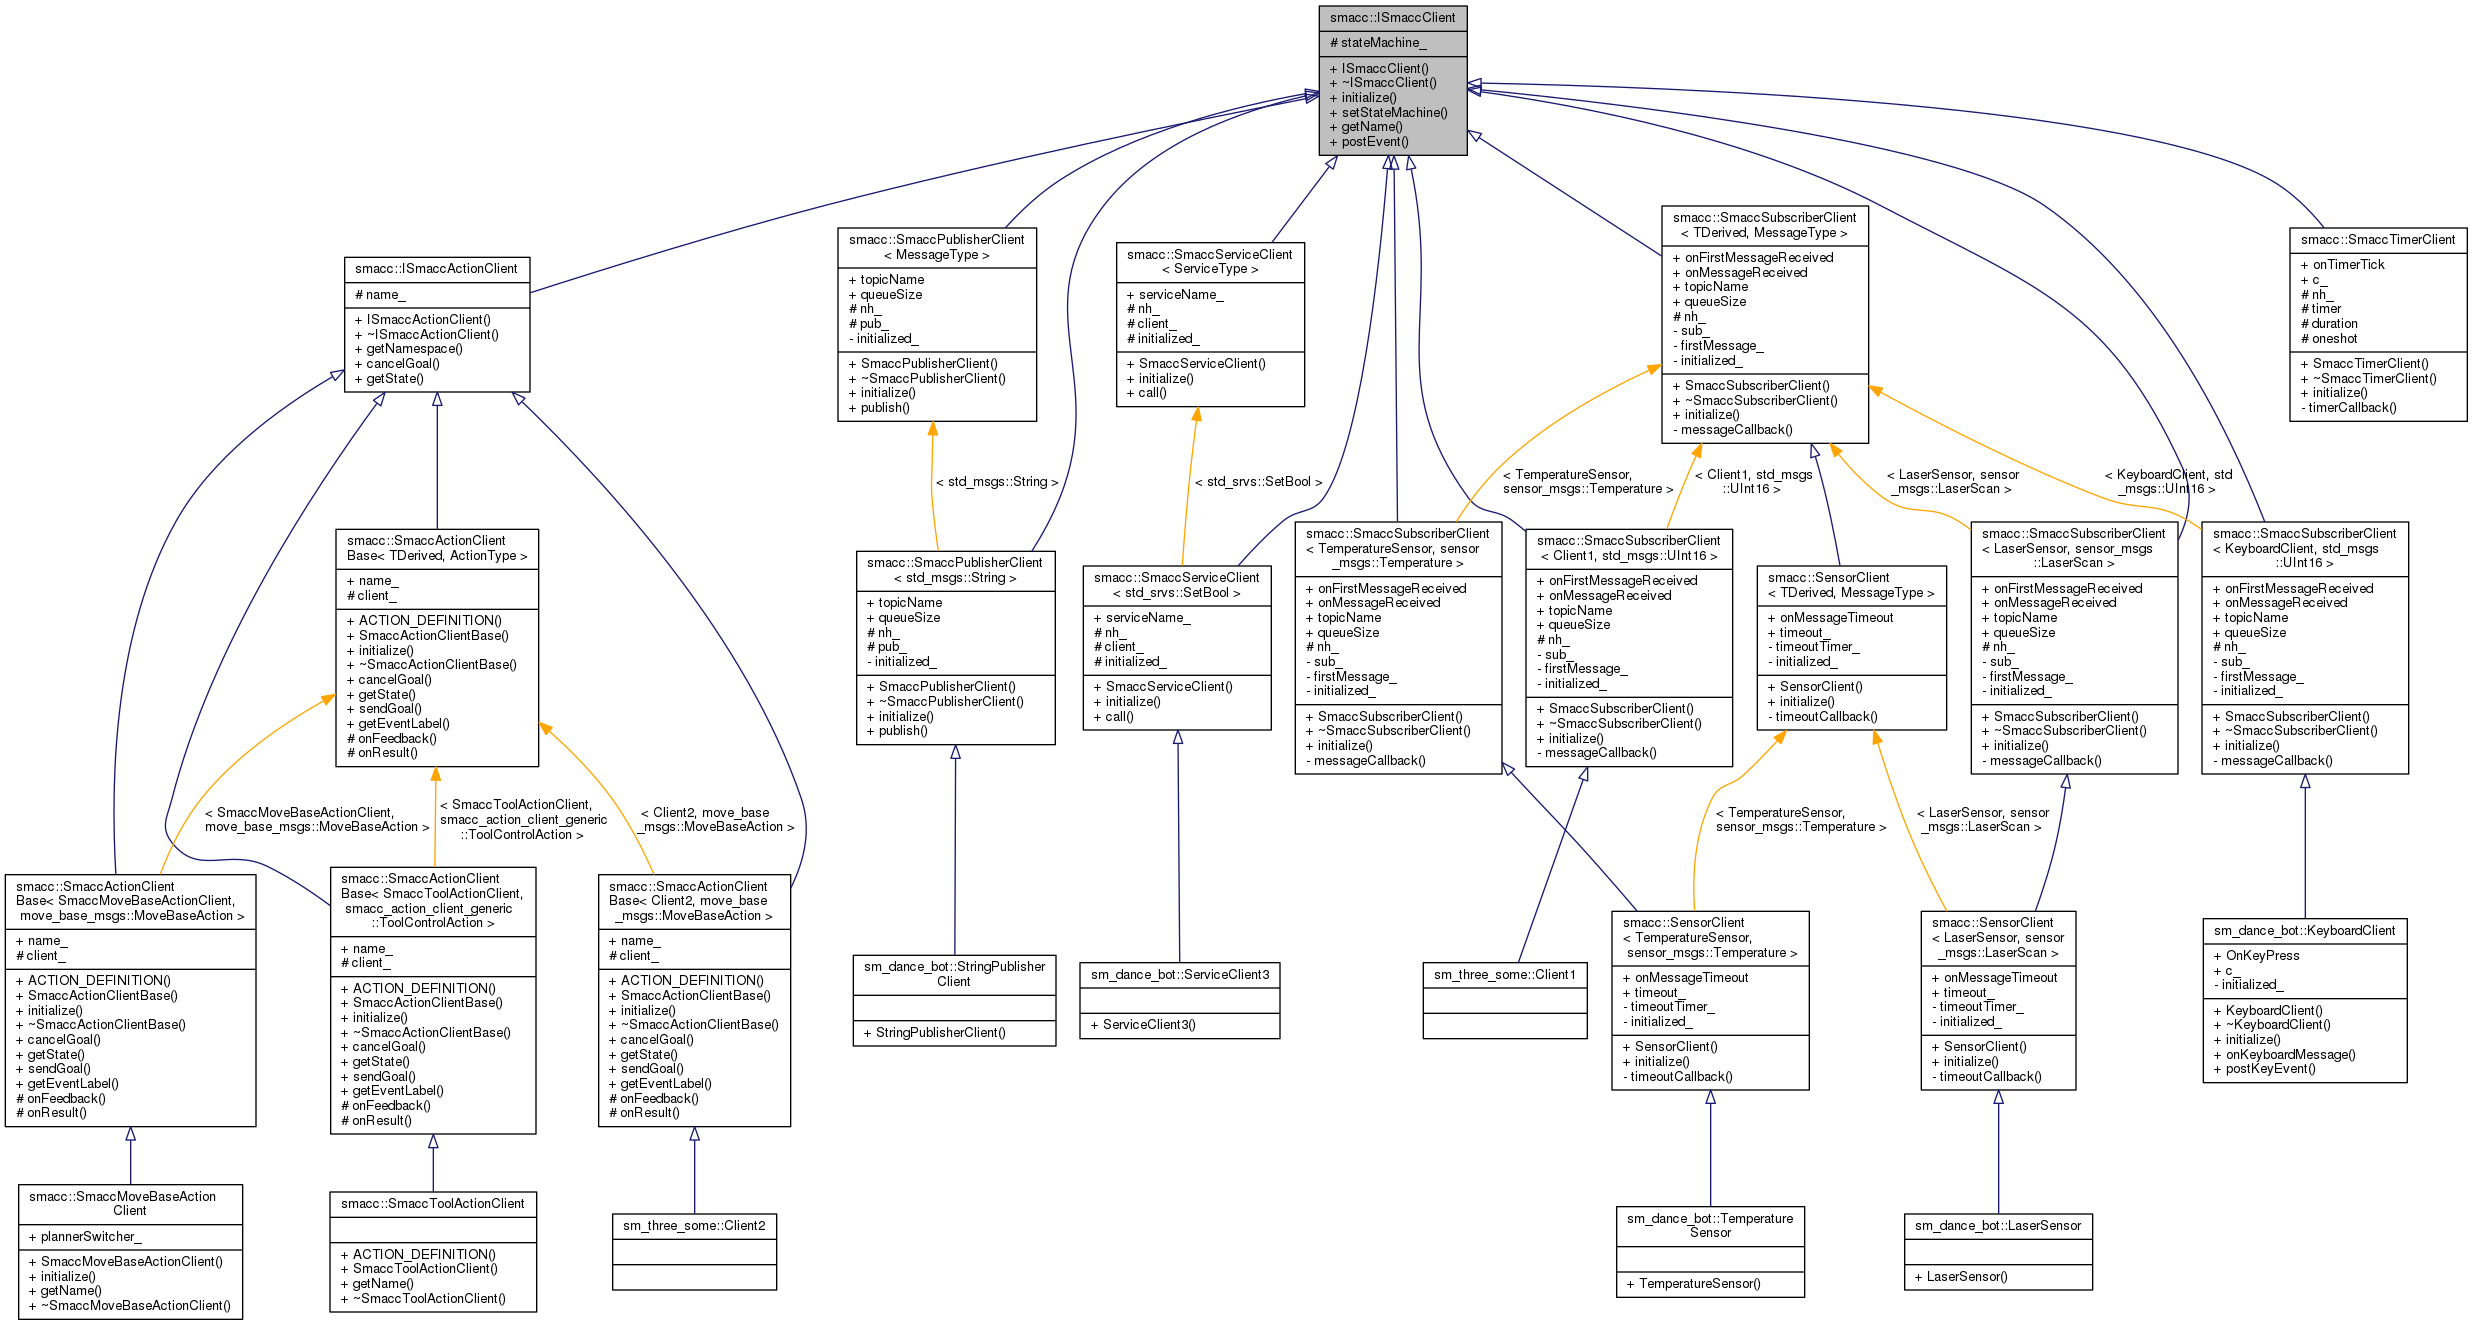 smacc::ISmaccClient
# stateMachine_
+ ISmaccClient()
+ ~ISmaccClient()
+ initialize()
+ setStateMachine()
+ getName()
+ postEvent()
smacc::ISmaccActionClient
# name_
+ ISmaccActionClient()
+ ~ISmaccActionClient()
+ getNamespace()
+ cancelGoal()
+ getState()
smacc::SmaccPublisherClient
< MessageType >
+ topicName
+ queueSize
# nh_
# pub_
- initialized_
+ SmaccPublisherClient()
+ ~SmaccPublisherClient()
+ initialize()
+ publish()
smacc::SmaccServiceClient
< ServiceType >
+ serviceName_
# nh_
# client_
# initialized_
+ SmaccServiceClient()
+ initialize()
+ call()
smacc::SmaccSubscriberClient
< TDerived, MessageType >
+ onFirstMessageReceived
+ onMessageReceived
+ topicName
+ queueSize
# nh_
- sub_
- firstMessage_
- initialized_
+ SmaccSubscriberClient()
+ ~SmaccSubscriberClient()
+ initialize()
- messageCallback()
smacc::SmaccTimerClient
+ onTimerTick
+ c_
# nh_
# timer
# duration
# oneshot
+ SmaccTimerClient()
+ ~SmaccTimerClient()
+ initialize()
- timerCallback()
< std_msgs::String >
< std_srvs::SetBool >
< TemperatureSensor,
sensor_msgs::Temperature >
< Client1, std_msgs
::UInt16 >
< LaserSensor, sensor
_msgs::LaserScan >
< KeyboardClient, std
_msgs::UInt16 >
smacc::SmaccActionClient
Base< TDerived, ActionType >
+ name_
# client_
+ ACTION_DEFINITION()
+ SmaccActionClientBase()
+ initialize()
+ ~SmaccActionClientBase()
+ cancelGoal()
+ getState()
+ sendGoal()
+ getEventLabel()
# onFeedback()
# onResult()
smacc::SmaccPublisherClient
< std_msgs::String >
+ topicName
+ queueSize
# nh_
# pub_
- initialized_
+ SmaccPublisherClient()
+ ~SmaccPublisherClient()
+ initialize()
+ publish()
smacc::SmaccServiceClient
< std_srvs::SetBool >
+ serviceName_
# nh_
# client_
# initialized_
+ SmaccServiceClient()
+ initialize()
+ call()
smacc::SmaccSubscriberClient
< TemperatureSensor, sensor
_msgs::Temperature >
+ onFirstMessageReceived
+ onMessageReceived
+ topicName
+ queueSize
# nh_
- sub_
- firstMessage_
- initialized_
+ SmaccSubscriberClient()
+ ~SmaccSubscriberClient()
+ initialize()
- messageCallback()
smacc::SmaccSubscriberClient
< Client1, std_msgs::UInt16 >
+ onFirstMessageReceived
+ onMessageReceived
+ topicName
+ queueSize
# nh_
- sub_
- firstMessage_
- initialized_
+ SmaccSubscriberClient()
+ ~SmaccSubscriberClient()
+ initialize()
- messageCallback()
smacc::SensorClient
< TDerived, MessageType >
+ onMessageTimeout
+ timeout_
- timeoutTimer_
- initialized_
+ SensorClient()
+ initialize()
- timeoutCallback()
smacc::SmaccSubscriberClient
< LaserSensor, sensor_msgs
::LaserScan >
+ onFirstMessageReceived
+ onMessageReceived
+ topicName
+ queueSize
# nh_
- sub_
- firstMessage_
- initialized_
+ SmaccSubscriberClient()
+ ~SmaccSubscriberClient()
+ initialize()
- messageCallback()
smacc::SmaccSubscriberClient
< KeyboardClient, std_msgs
::UInt16 >
+ onFirstMessageReceived
+ onMessageReceived
+ topicName
+ queueSize
# nh_
- sub_
- firstMessage_
- initialized_
+ SmaccSubscriberClient()
+ ~SmaccSubscriberClient()
+ initialize()
- messageCallback()
< SmaccMoveBaseActionClient,
move_base_msgs::MoveBaseAction >
< SmaccToolActionClient,
smacc_action_client_generic
::ToolControlAction >
< Client2, move_base
_msgs::MoveBaseAction >
< TemperatureSensor,
sensor_msgs::Temperature >
< LaserSensor, sensor
_msgs::LaserScan >
smacc::SmaccActionClient
Base< SmaccMoveBaseActionClient,
move_base_msgs::MoveBaseAction >
+ name_
# client_
+ ACTION_DEFINITION()
+ SmaccActionClientBase()
+ initialize()
+ ~SmaccActionClientBase()
+ cancelGoal()
+ getState()
+ sendGoal()
+ getEventLabel()
# onFeedback()
# onResult()
smacc::SmaccActionClient
Base< SmaccToolActionClient,
smacc_action_client_generic
::ToolControlAction >
+ name_
# client_
+ ACTION_DEFINITION()
+ SmaccActionClientBase()
+ initialize()
+ ~SmaccActionClientBase()
+ cancelGoal()
+ getState()
+ sendGoal()
+ getEventLabel()
# onFeedback()
# onResult()
smacc::SmaccActionClient
Base< Client2, move_base
_msgs::MoveBaseAction >
+ name_
# client_
+ ACTION_DEFINITION()
+ SmaccActionClientBase()
+ initialize()
+ ~SmaccActionClientBase()
+ cancelGoal()
+ getState()
+ sendGoal()
+ getEventLabel()
# onFeedback()
# onResult()
sm_dance_bot::StringPublisher
Client
+ StringPublisherClient()
sm_dance_bot::ServiceClient3
+ ServiceClient3()
sm_three_some::Client1
smacc::SensorClient
< TemperatureSensor,
sensor_msgs::Temperature >
+ onMessageTimeout
+ timeout_
- timeoutTimer_
- initialized_
+ SensorClient()
+ initialize()
- timeoutCallback()
smacc::SensorClient
< LaserSensor, sensor
_msgs::LaserScan >
+ onMessageTimeout
+ timeout_
- timeoutTimer_
- initialized_
+ SensorClient()
+ initialize()
- timeoutCallback()
sm_dance_bot::KeyboardClient
+ OnKeyPress
+ c_
- initialized_
+ KeyboardClient()
+ ~KeyboardClient()
+ initialize()
+ onKeyboardMessage()
+ postKeyEvent()
smacc::SmaccMoveBaseAction
Client
+ plannerSwitcher_
+ SmaccMoveBaseActionClient()
+ initialize()
+ getName()
+ ~SmaccMoveBaseActionClient()
smacc::SmaccToolActionClient
+ ACTION_DEFINITION()
+ SmaccToolActionClient()
+ getName()
+ ~SmaccToolActionClient()
sm_three_some::Client2
sm_dance_bot::Temperature
Sensor
+ TemperatureSensor()
sm_dance_bot::LaserSensor
+ LaserSensor()